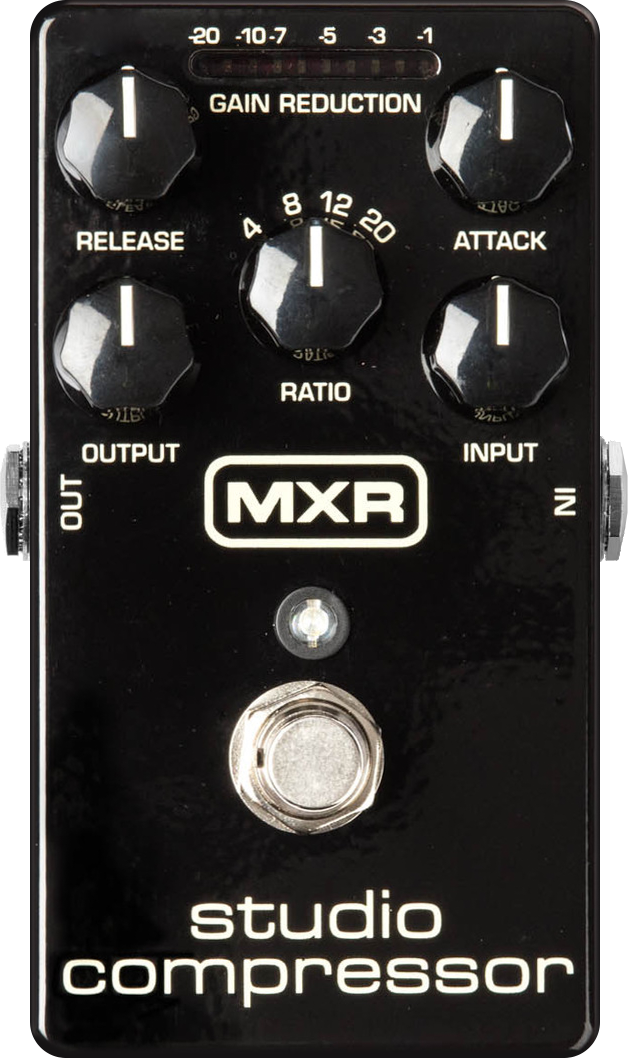 -20 -10 -7 -5 -3 -1
GAIN REDUCTION
RELEASE
ATTACK
4 8 12 20
RATIO
OUTPUT
INPUT
OUT
IN
MXR
studio
compressor